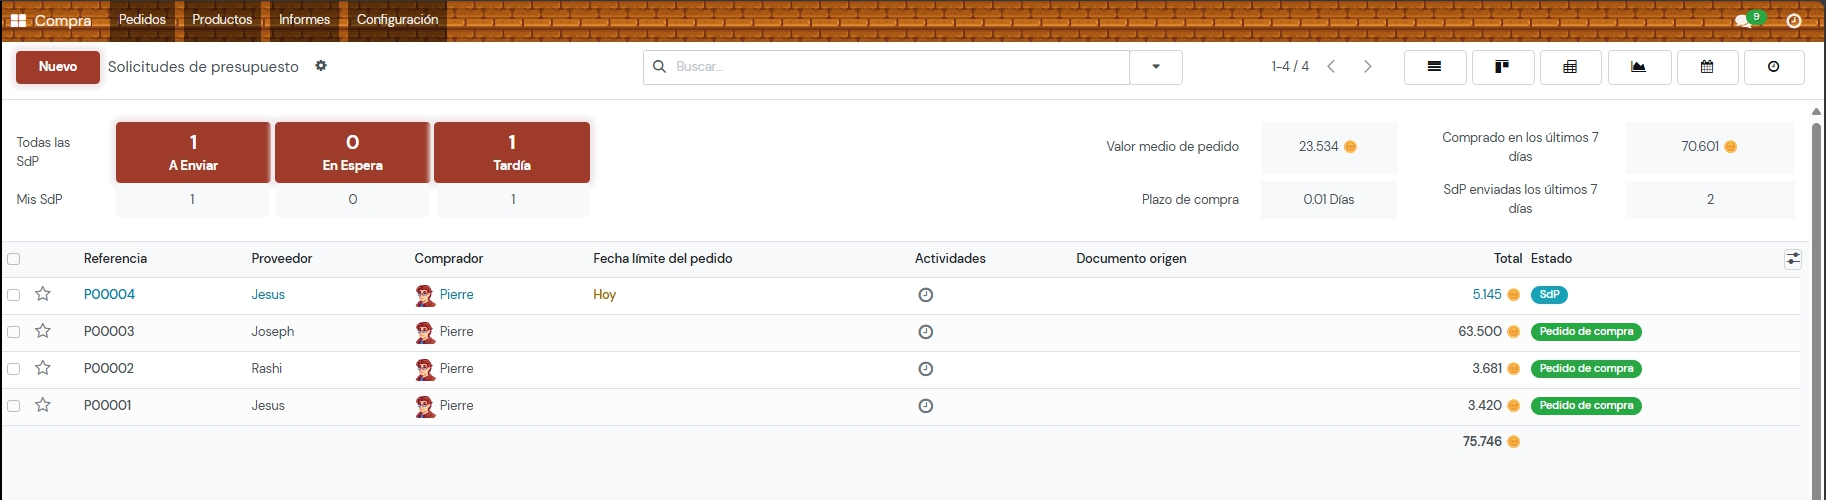 Compra Pedidos Productos Informes Configuración 9
Nuevo Solicitudes de presupuesto Buscar... 1-4 / 4
Todas las SdP
1 A Enviar
0 En Espera
1 Tardía
Mis SdP 1 0 1
Valor medio de pedido 23.534
Comprado en los últimos 7 días 70.601
Plazo de compra 0.01 Días
SdP enviadas los últimos 7 días 2
Referencia Proveedor Comprador Fecha límite del pedido Actividades Documento origen Total Estado
P00004 Jesus Pierre Hoy 5.145 SdP
P00003 Joseph Pierre 63.500 Pedido de compra
P00002 Rashi Pierre 3.681 Pedido de compra
P00001 Jesus Pierre 3.420 Pedido de compra
75.746